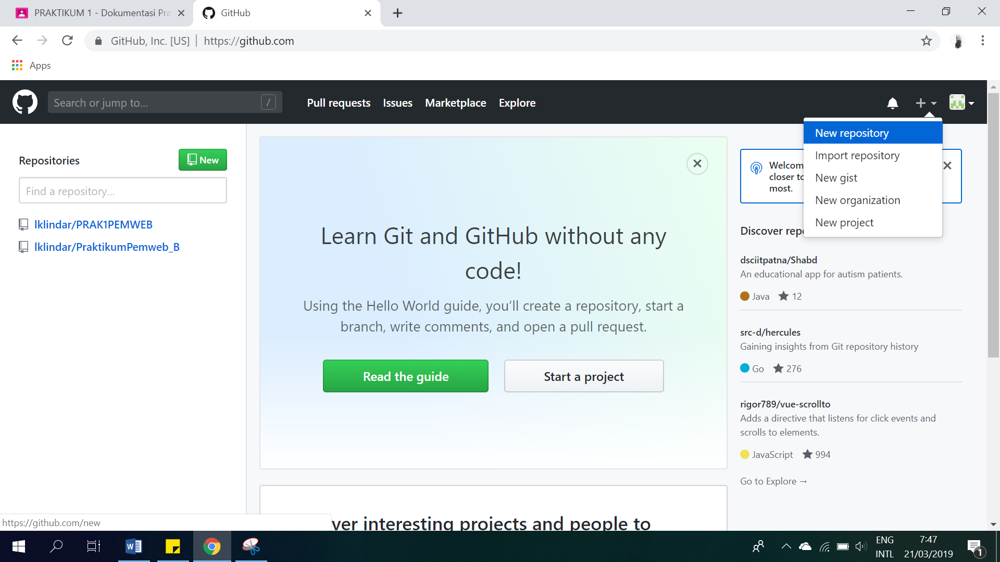 PRAKTIKUM 1 - Dokumentasi Pra
GitHub
GitHub, Inc. [US] | https://github.com
Apps
Search or jump to... /
Pull requests Issues Marketplace Explore
New repository
Import repository
New gist
New organization
New project
Repositories
New
Find a repository...
lklindar/PRAK1PEMWEB
lklindar/PraktikumPemweb_B
Learn Git and GitHub without any
code!
Using the Hello World guide, you’ll create a repository, start a
branch, write comments, and open a pull request.
Read the guide
Start a project
ver interesting projects and people to
Welcom
closer to
most.
Discover repo
dsciitpatna/Shabd
An educational app for autism patients.
Java 12
src-d/hercules
Gaining insights from Git repository history
Go 276
rigor789/vue-scrollto
Adds a directive that listens for click events and
scrolls to elements.
JavaScript 994
Go to Explore →
https://github.com/new
ENG
INTL
7:47
21/03/2019
1